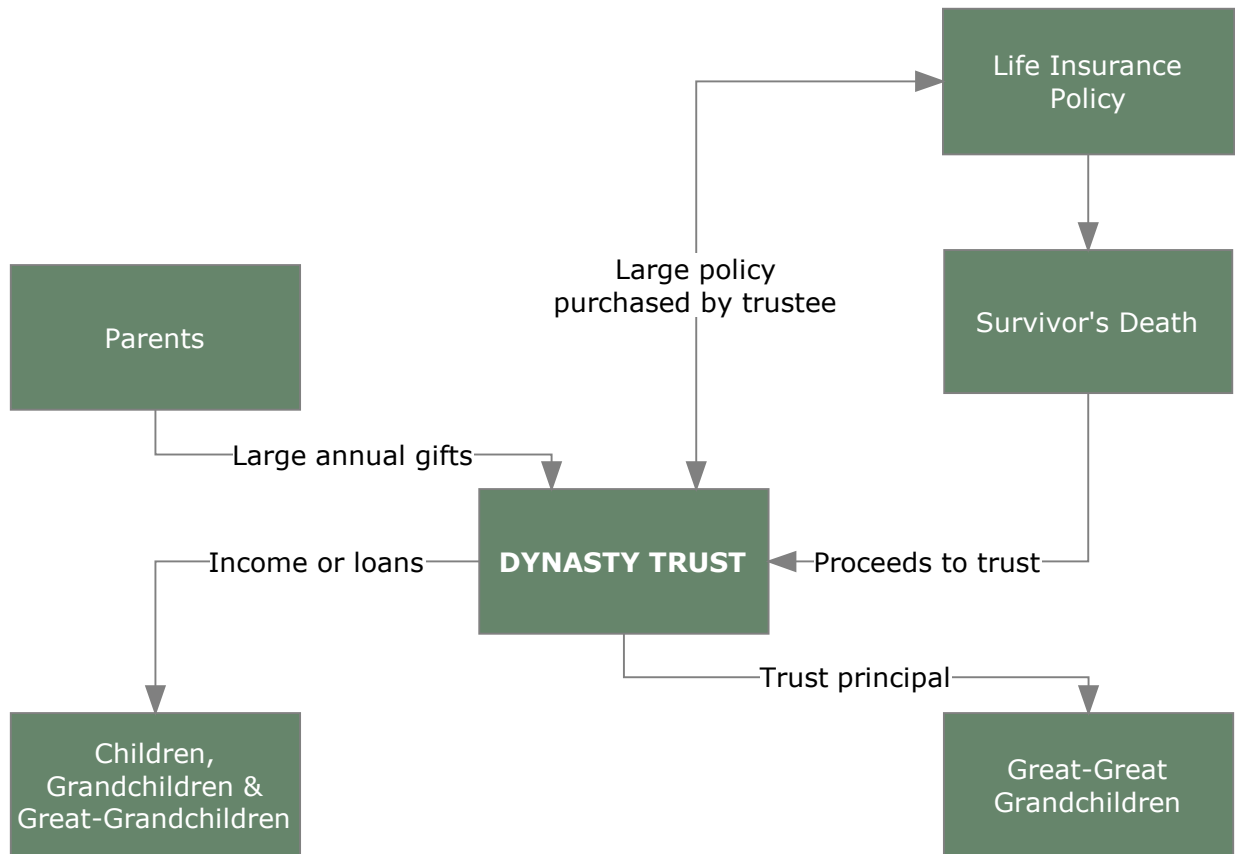 Life Insurance
Policy
Large policy
purchased by trustee
Survivor's Death
Parents
Large annual gifts
Income or loans
DYNASTY TRUST
Proceeds to trust
Trust principal
Children,
Grandchildren &
Great-Grandchildren
Great-Great
Grandchildren